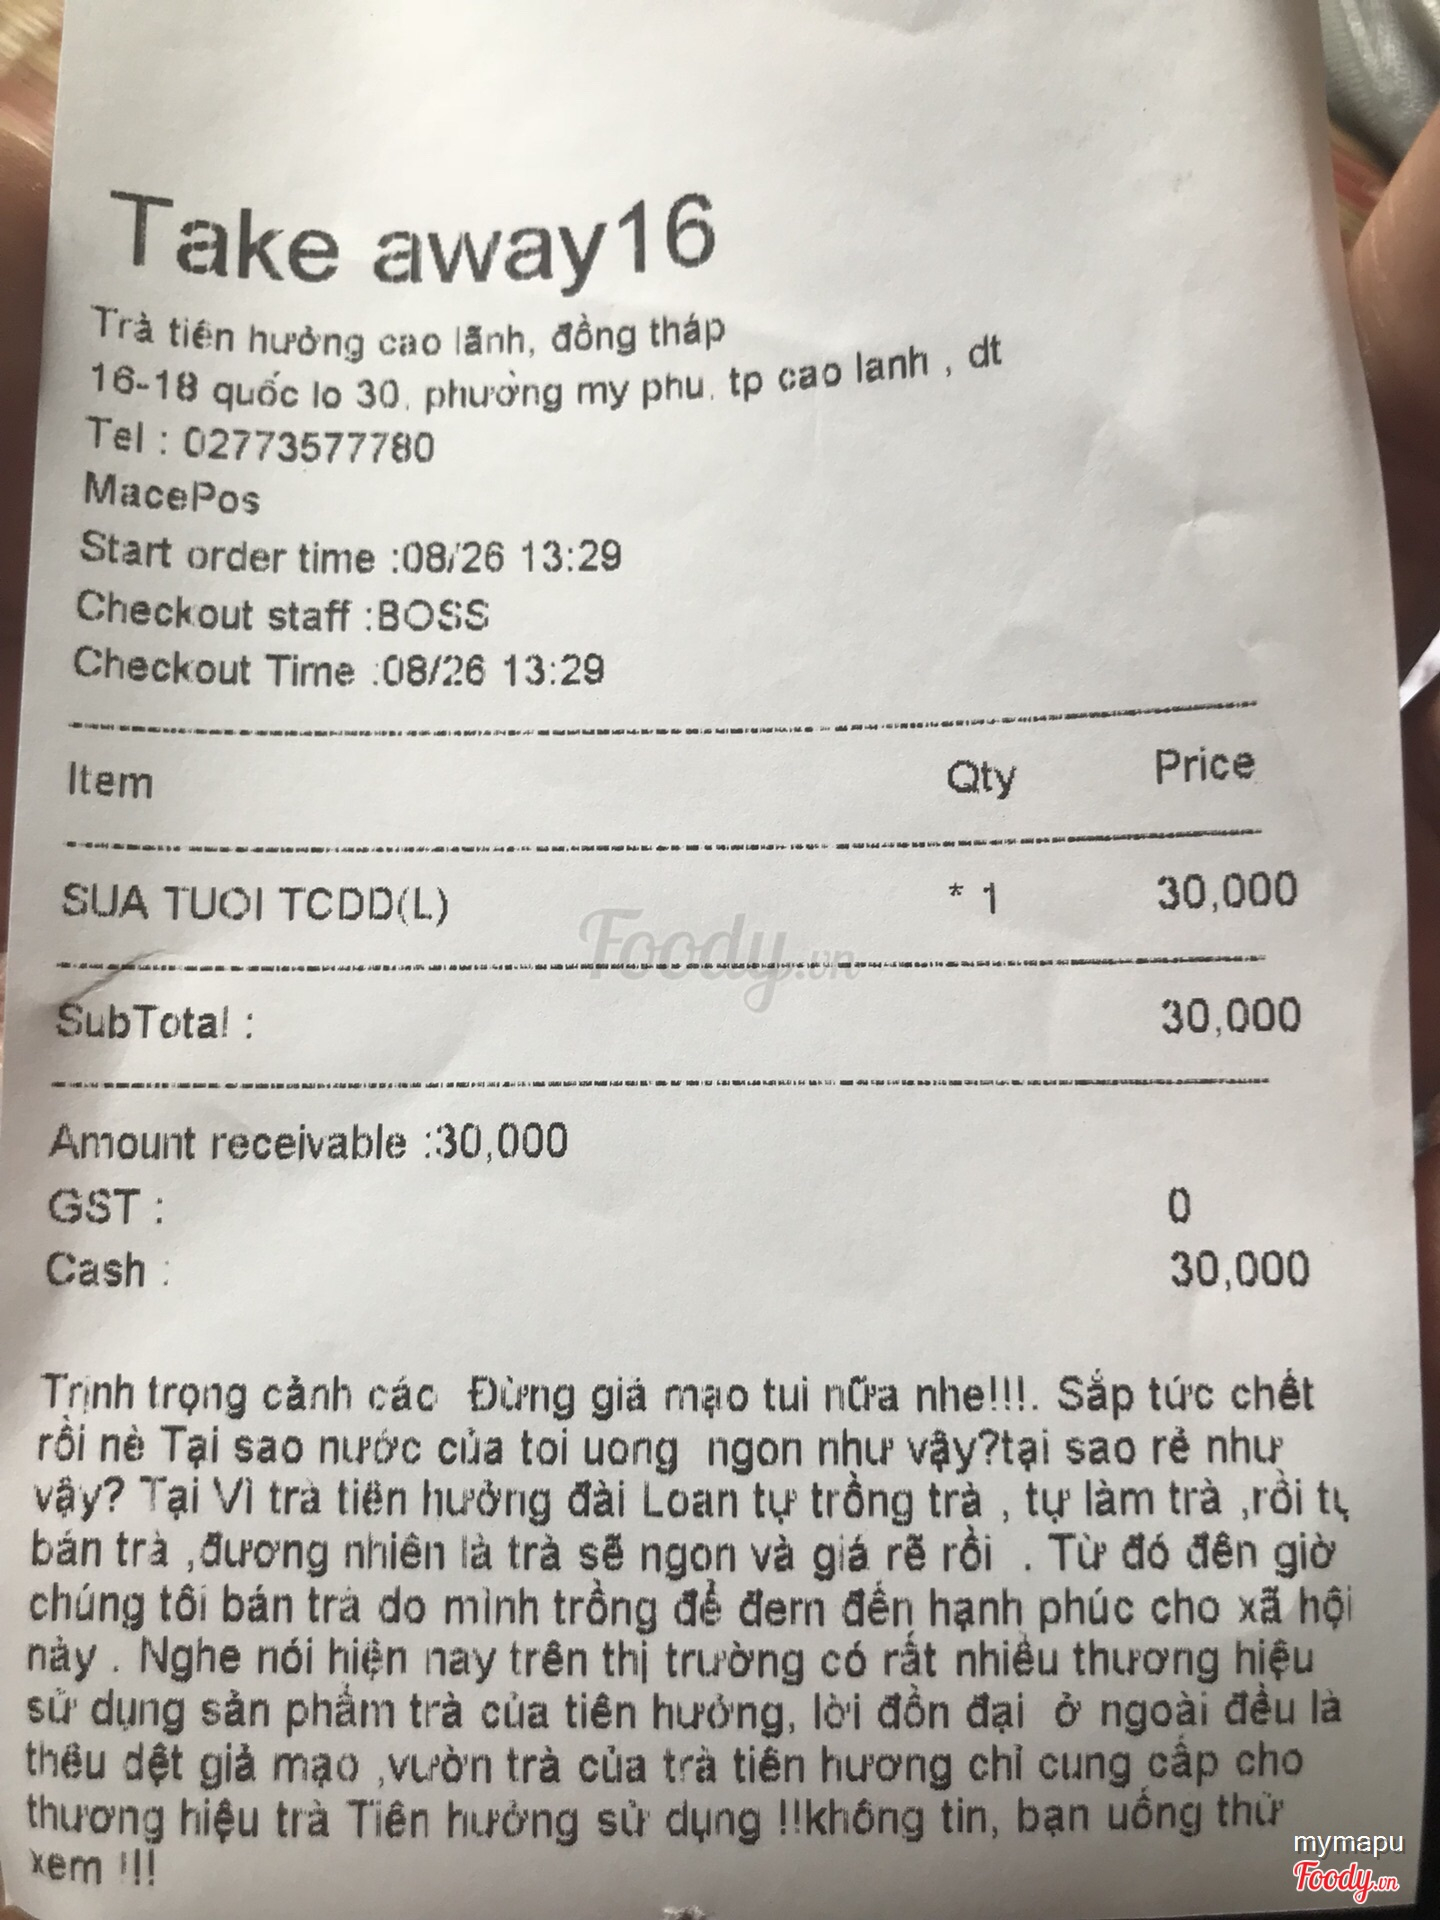 Take away16
Trà tiên hưởng cao lãnh, đồng tháp
16-18 quốc lo 30, phường my phu, tp cao lanh , dt
Tel : 02773577780
MacePos
Start order time :08/26 13:29
Checkout staff :BOSS
Checkout Time :08/26 13:29
Item Qty Price
SUA TUOI TCDD(L) * 1 30,000
Foody.vn
SubTotal : 30,000
Amount receivable :30,000
GST : 0
Cash : 30,000
Trịnh trọng cảnh cáo Đừng giả mạo tui nữa nhe!!!. Sắp tức chết
rồi nè Tại sao nước của toi uong ngon như vậy?tại sao rẻ như
vậy? Tại Vì trà tiên hưởng đài Loan tự trồng trà , tự làm trà ,rồi tự
bán trà ,đương nhiên là trà sẽ ngon và giá rẽ rồi . Từ đó đên giờ
chúng tôi bán trà do mình trồng để đem đến hạnh phúc cho xã hội
này . Nghe nói hiện nay trên thị trường có rất nhiều thương hiệu
sử dụng sản phẩm trà của tiên hưởng, lời đồn đại ở ngoài đều là
thêu dệt giả mạo ,vườn trà của trà tiên hương chỉ cung cấp cho
thương hiệu trà Tiên hưởng sử dụng !!không tin, bạn uống thử
xem !!!
mymapu
Foody.vn